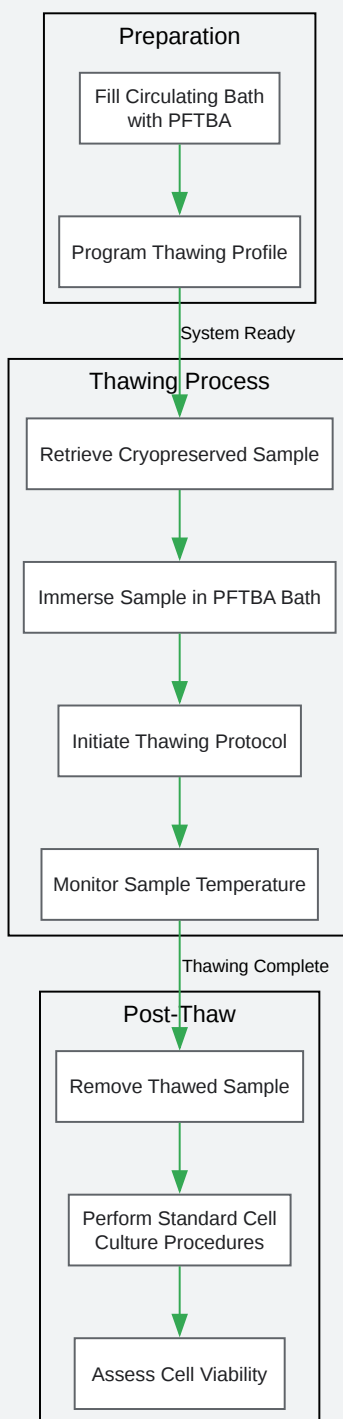 Preparation
Fill Circulating Bath
with PFTBA
Program Thawing Profile
System Ready
Thawing Process
Retrieve Cryopreserved Sample
Immerse Sample in PFTBA Bath
Initiate Thawing Protocol
Monitor Sample Temperature
Thawing Complete
Post-Thaw
Remove Thawed Sample
Perform Standard Cell
Culture Procedures
Assess Cell Viability